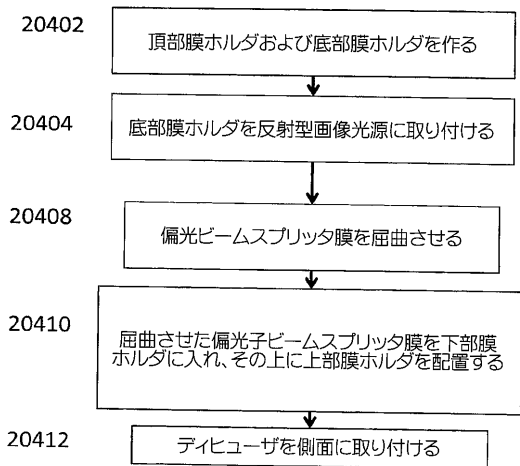 20402
頂部膜ホルダおよび底部膜ホルダを作る
20404
底部膜ホルダを反射型画像光源に取り付ける
20408
偏光ビームスプリッタ膜を屈曲させる
20410
屈曲させた偏光子ビームスプリッタ膜を下部膜
ホルダに入れ、その上に上部膜ホルダを配置する
20412
ディヒューザを側面に取り付ける